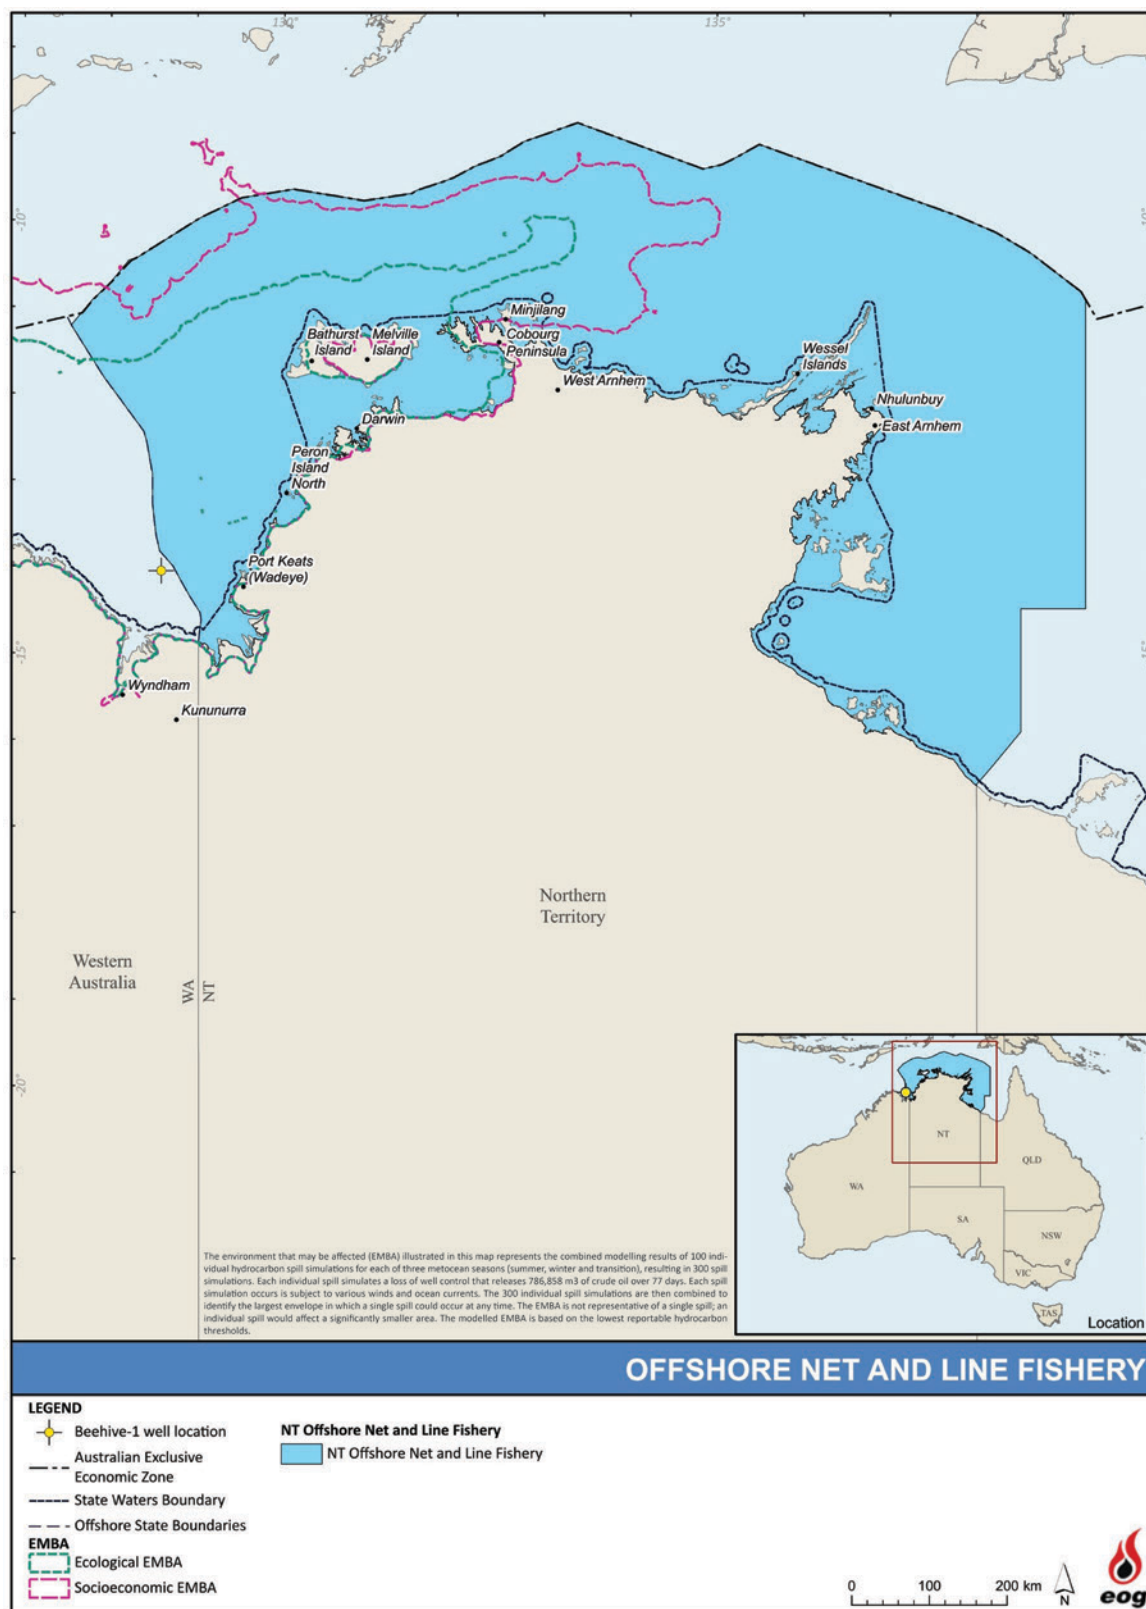 130°
135°
-10°
10°
Minjilang
Bathurst
Island
Melville
Island
Cobourg
Peninsula
Wessel
Islands
West Arnhem
Nhulunbuy
East Arnhem
Darwin
Peron
Island
North
Port Keats
(Wadeye)
-15°
15°
Wyndham
Kununurra
Northern
Territory
Western
Australia
WA
NT
-20°
NT
QLD
WA
SA
NSW
VIC
TAS
Location
The environment that may be affected (EMBA) illustrated in this map represents the combined modelling results of 100 indi-
vidual hydrocarbon spill simulations for each of three metocean seasons (summer, winter and transition), resulting in 300 spill
simulations. Each individual spill simulates a loss of well control that releases 786,858 m3 of crude oil over 77 days. Each spill
simulation occurs is subject to various winds and ocean currents. The 300 individual spill simulations are then combined to
identify the largest envelope in which a single spill could occur at any time. The EMBA is not representative of a single spill; an
individual spill would affect a significantly smaller area. The modelled EMBA is based on the lowest reportable hydrocarbon
thresholds.
OFFSHORE NET AND LINE FISHERY
LEGEND
Beehive-1 well location
Australian Exclusive
Economic Zone
State Waters Boundary
Offshore State Boundaries
EMBA
Ecological EMBA
Socioeconomic EMBA
NT Offshore Net and Line Fishery
NT Offshore Net and Line Fishery
0 100 200 km
N
eog